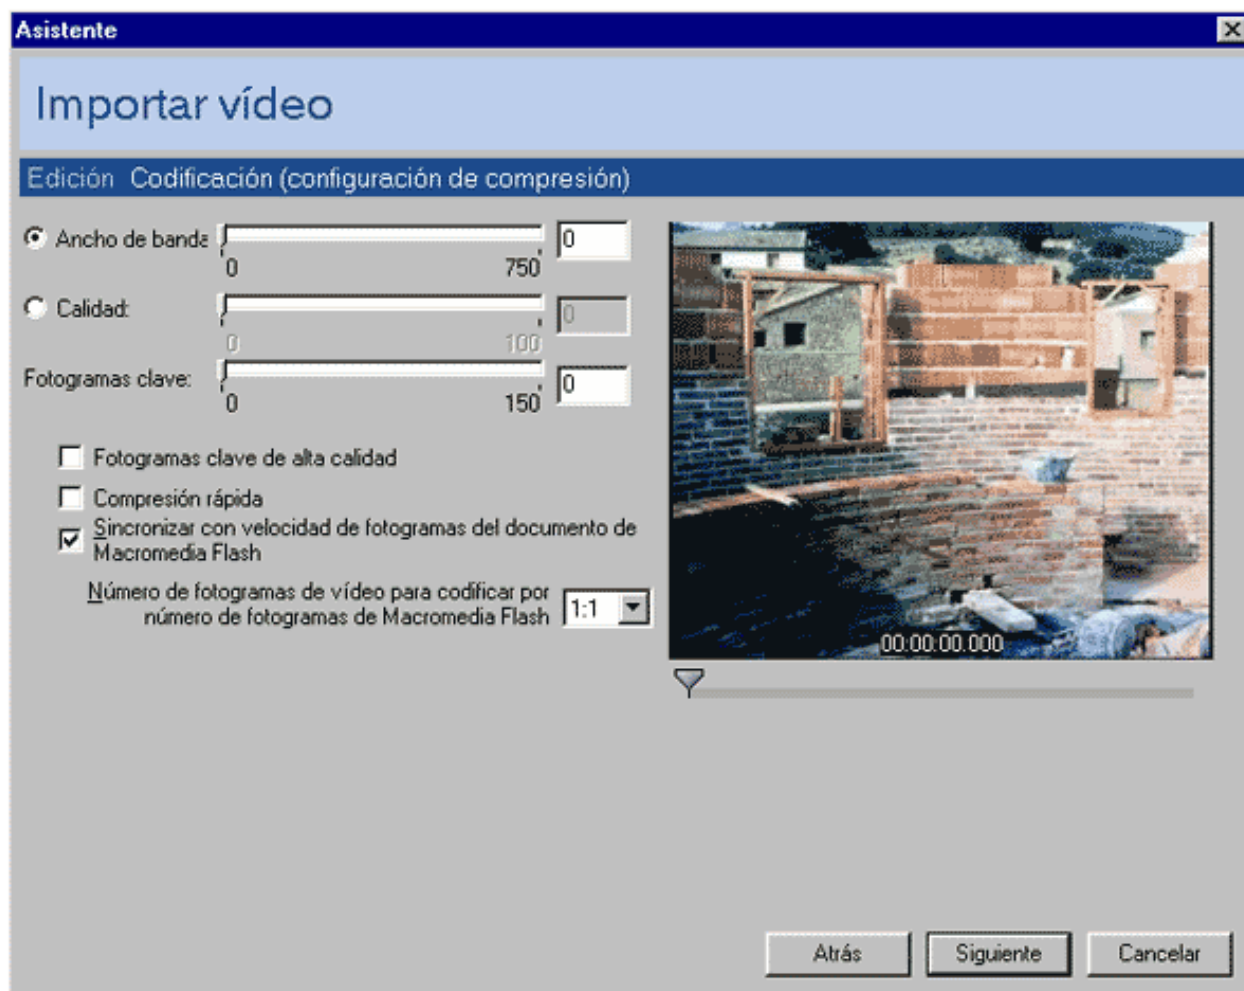 Asistente
Importar vídeo
Edición Codificación (configuración de compresión)
Ancho de banda
0
0 750
Calidad:
0
0 100
Fotogramas clave:
0
0 150
Fotogramas clave de alta calidad
Compresión rápida
Sincronizar con velocidad de fotogramas del documento de
Macromedia Flash
Número de fotogramas de vídeo para codificar por
número de fotogramas de Macromedia Flash
1:1
00:00:00.000
Atrás Siguiente Cancelar